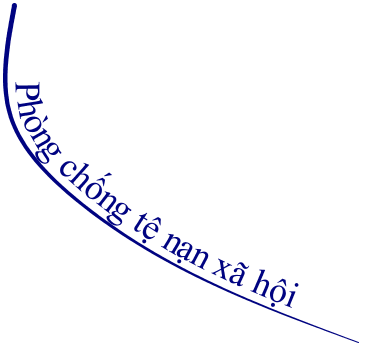 Phòng chống tệ nạn xã hội